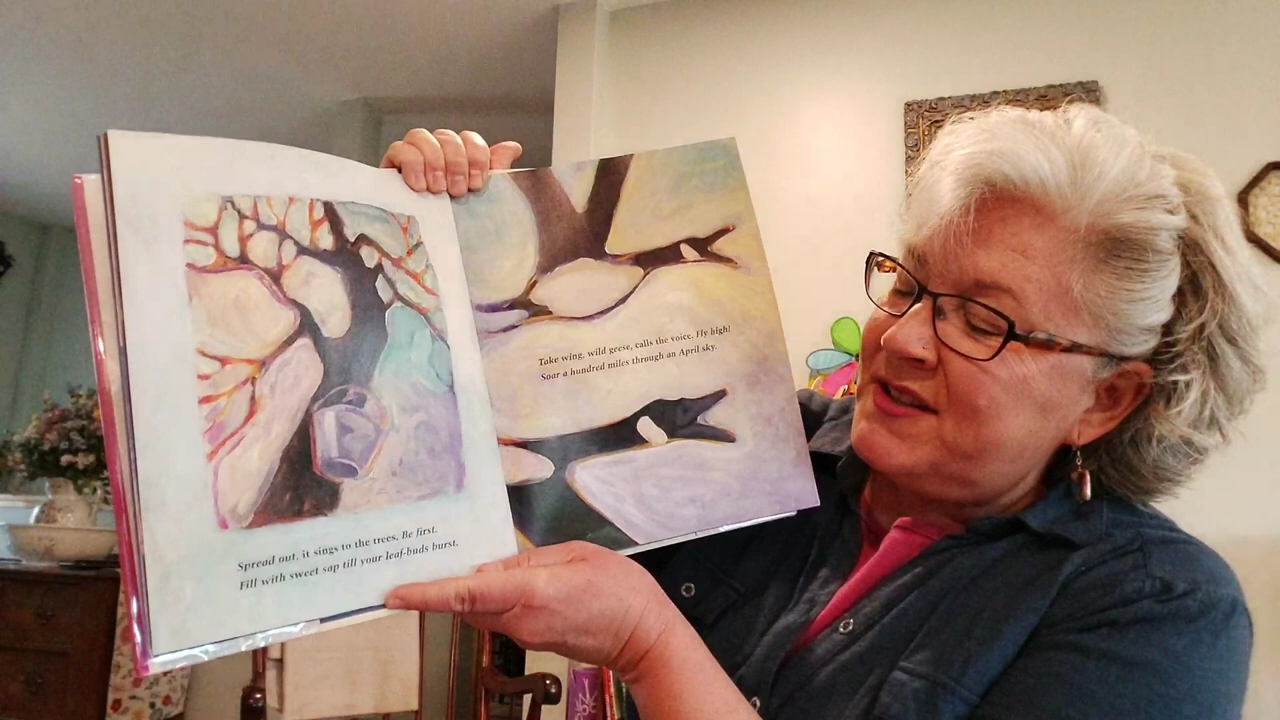 Spread out, it sings to the trees, Be first.
Fill with sweet sap till your leaf-buds burst.
Take wing, wild geese, calls the voice. Fly high!
Soar a hundred miles through an April sky.